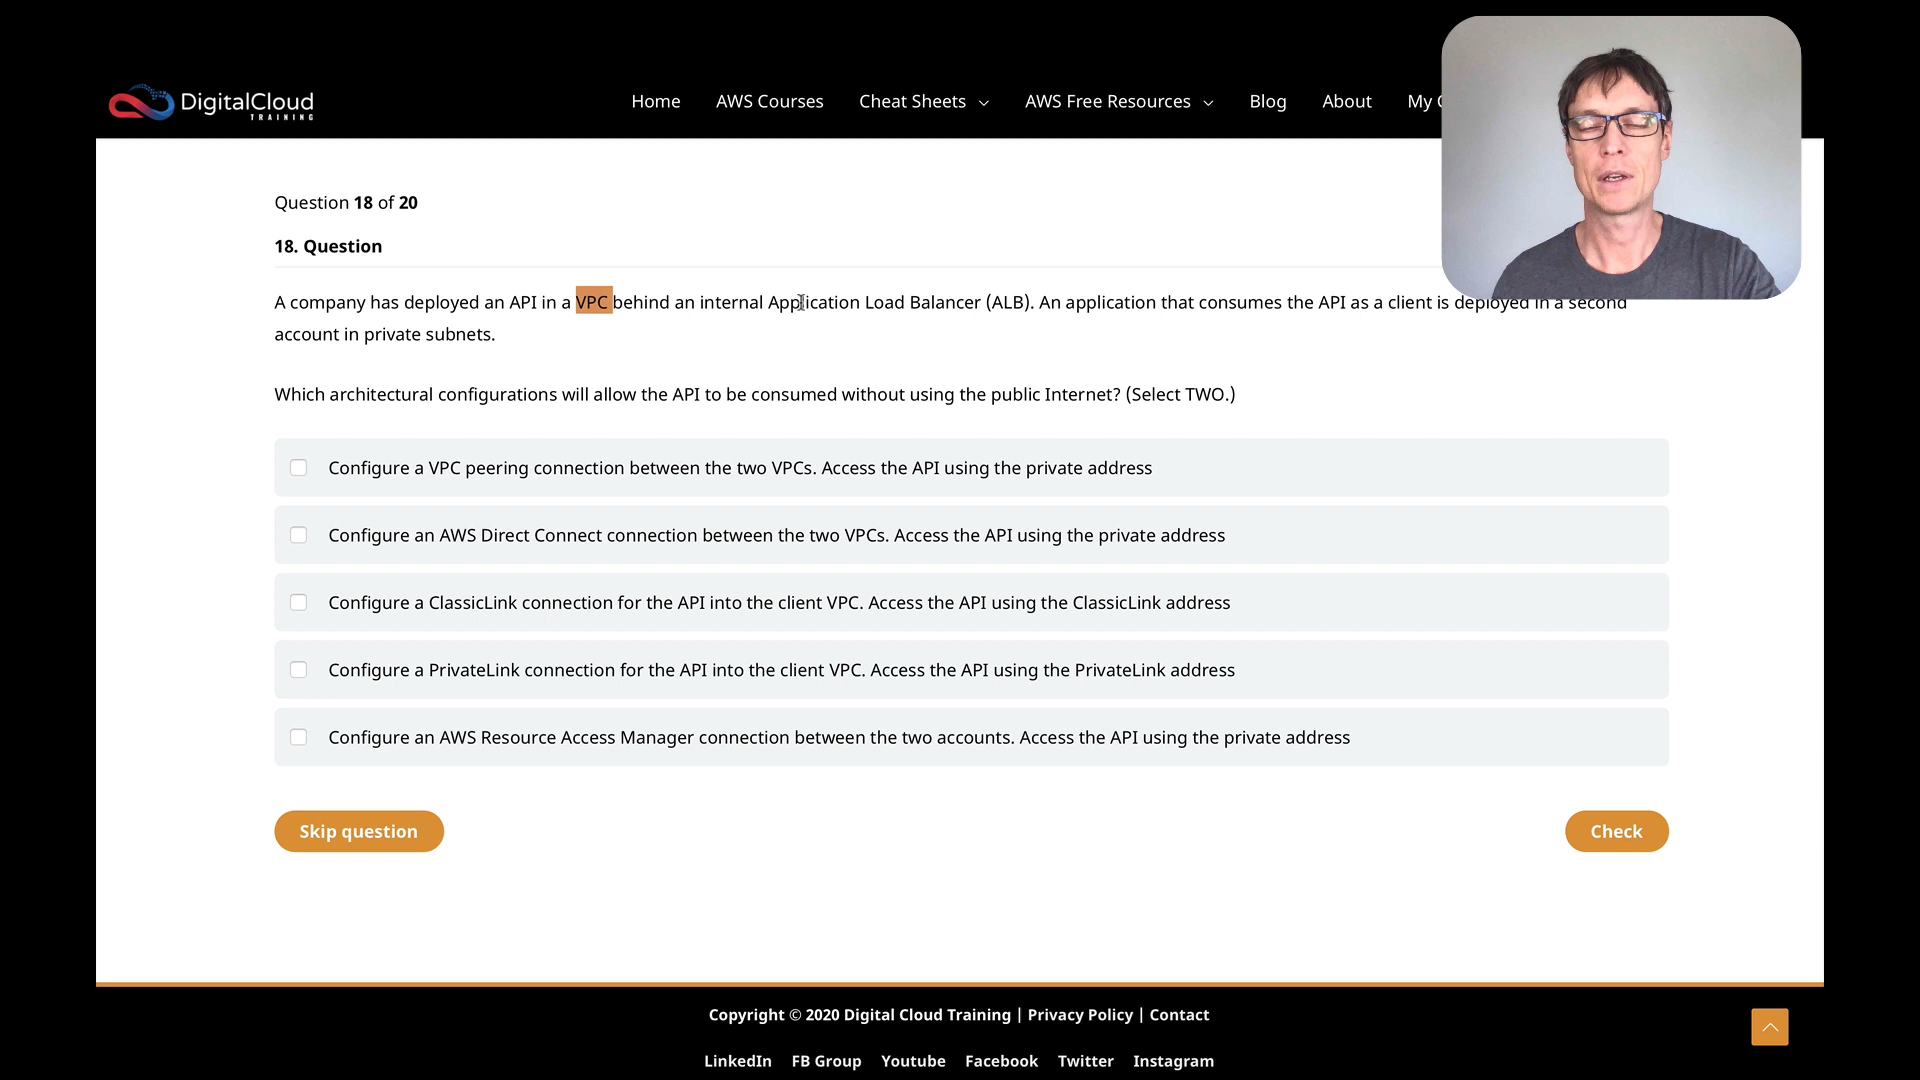 DigitalCloud
TRAINING
Home
AWS Courses
Cheat Sheets
AWS Free Resources
Blog
About
My
Question 18 of 20
18. Question
A company has deployed an API in a VPC behind an internal Application Load Balancer (ALB). An application that consumes the API as a client is deployed in a second
account in private subnets.
Which architectural configurations will allow the API to be consumed without using the public Internet? (Select TWO.)
Configure a VPC peering connection between the two VPCs. Access the API using the private address
Configure an AWS Direct Connect connection between the two VPCs. Access the API using the private address
Configure a ClassicLink connection for the API into the client VPC. Access the API using the ClassicLink address
Configure a PrivateLink connection for the API into the client VPC. Access the API using the PrivateLink address
Configure an AWS Resource Access Manager connection between the two accounts. Access the API using the private address
Skip question
Check
Copyright © 2020 Digital Cloud Training | Privacy Policy | Contact
LinkedIn FB Group Youtube Facebook Twitter Instagram